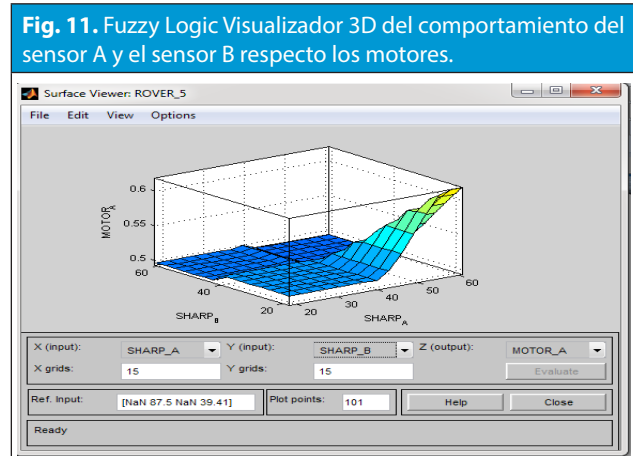 Fig. 11. Fuzzy Logic Visualizador 3D del comportamiento del
sensor A y el sensor B respecto los motores.
Surface Viewer: ROVER_5
File Edit View Options
0.6
0.55
0.5
MOTOR_A
60
40
20
SHARP_B
20
30
40
50
60
SHARP_A
X (input): SHARP_A Y (input): SHARP_B Z (output): MOTOR_A
X grids: 15 Y grids: 15 Evaluate
Ref. Input: [NaN 87.5 NaN 39.41] Plot points: 101 Help Close
Ready